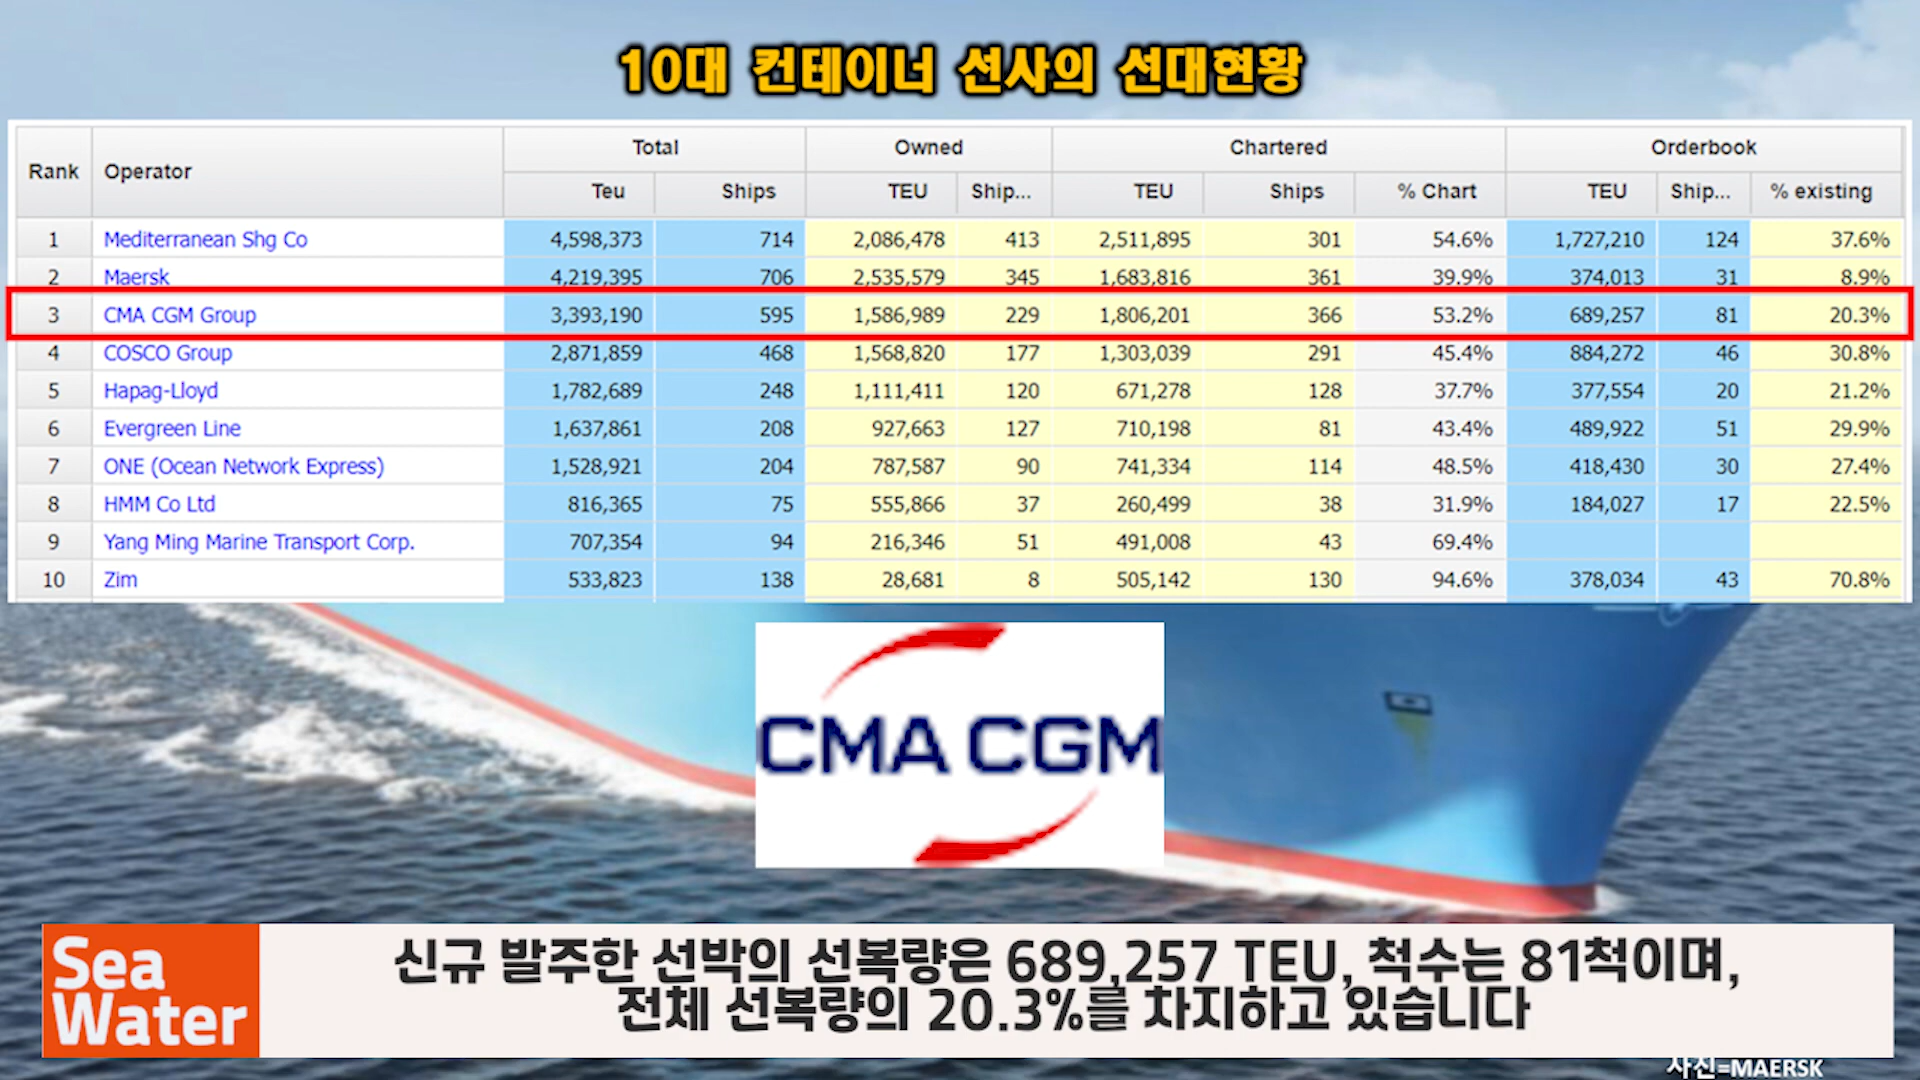 10대 컨테이너 선사의 선대현황
Rank Operator Total Owned Chartered Orderbook
Teu Ships TEU Ship... TEU Ships % Chart TEU Ship... % existing
1 Mediterranean Shg Co 4,598,373 714 2,086,478 413 2,511,895 301 54.6% 1,727,210 124 37.6%
2 Maersk 4,219,395 706 2,535,579 345 1,683,816 361 39.9% 374,013 31 8.9%
3 CMA CGM Group 3,393,190 595 1,586,989 229 1,806,201 366 53.2% 689,257 81 20.3%
4 COSCO Group 2,871,859 468 1,568,820 177 1,303,039 291 45.4% 884,272 46 30.8%
5 Hapag-Lloyd 1,782,689 248 1,111,411 120 671,278 128 37.7% 377,554 20 21.2%
6 Evergreen Line 1,637,861 208 927,663 127 710,198 81 43.4% 489,922 51 29.9%
7 ONE (Ocean Network Express) 1,528,921 204 787,587 90 741,334 114 48.5% 418,430 30 27.4%
8 HMM Co Ltd 816,365 75 555,866 37 260,499 38 31.9% 184,027 17 22.5%
9 Yang Ming Marine Transport Corp. 707,354 94 216,346 51 491,008 43 69.4%
10 Zim 533,823 138 28,681 8 505,142 130 94.6% 378,034 43 70.8%
CMA CGM
Sea
Water
신규 발주한 선박의 선복량은 689,257 TEU, 척수는 81척이며,
전체 선복량의 20.3%를 차지하고 있습니다
사진=MAERSK